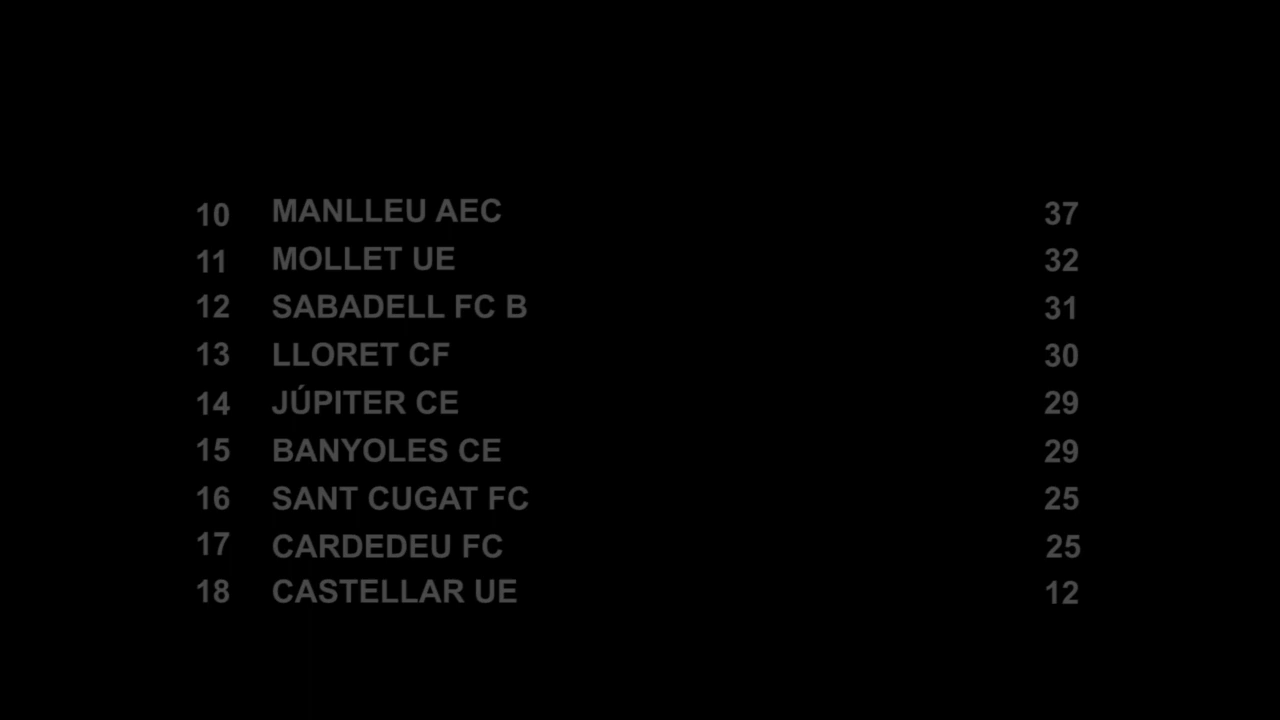 10 MANLLEU AEC 37
11 MOLLET UE 32
12 SABADELL FC B 31
13 LLORET CF 30
14 JÚPITER CE 29
15 BANYOLES CE 29
16 SANT CUGAT FC 25
17 CARDEDEU FC 25
18 CASTELLAR UE 12